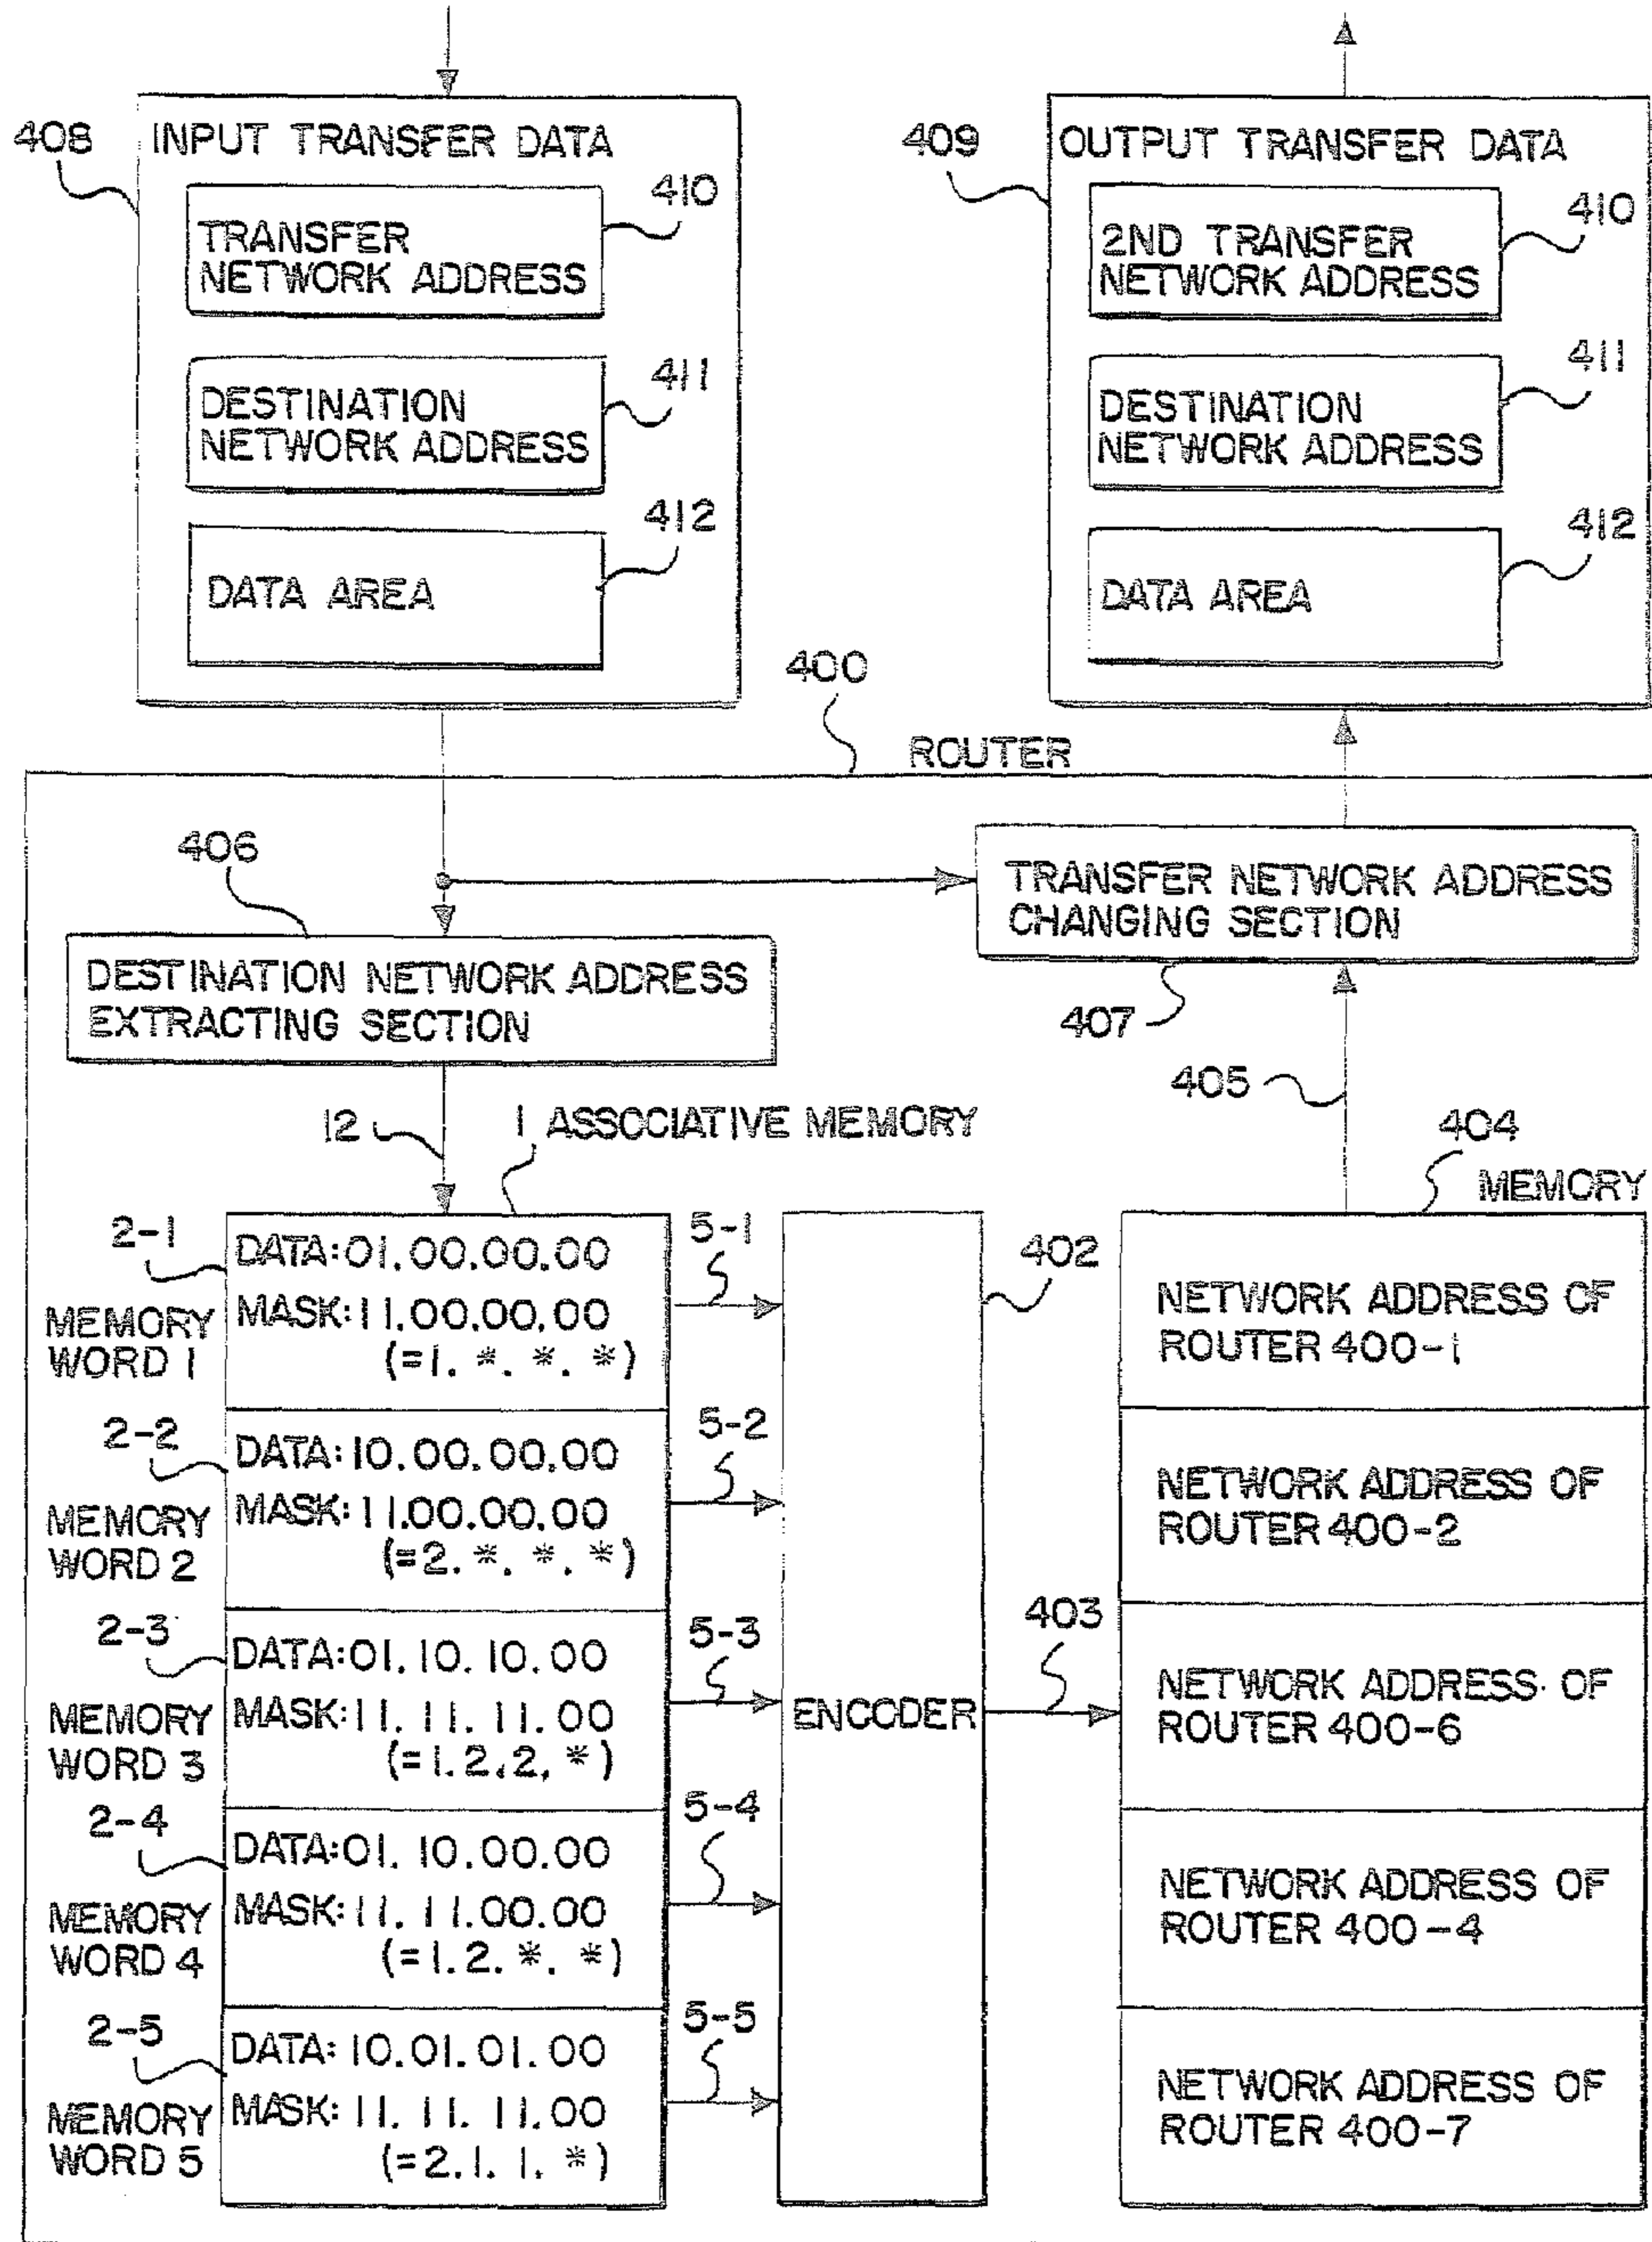 408
INPUT TRANSFER DATA
410
TRANSFER
NETWORK ADDRESS
411
DESTINATION
NETWORK ADDRESS
412
DATA AREA
409
OUTPUT TRANSFER DATA
410
2ND TRANSFER
NETWORK ADDRESS
411
DESTINATION
NETWORK ADDRESS
412
DATA AREA
400
ROUTER
406
DESTINATION NETWORK ADDRESS
EXTRACTING SECTION
TRANSFER NETWORK ADDRESS
CHANGING SECTION
407
405
12
1 ASSOCIATIVE MEMORY
404
MEMORY
2-1
MEMORY
WORD 1
DATA:01.00.00.00
MASK:11.00.00.00
(=1. *. *. *)
5-1
2-2
MEMORY
WORD 2
DATA:10.00.00.00
MASK:11.00.00.00
(=2. *. *. *)
5-2
2-3
MEMORY
WORD 3
DATA:01.10.10.00
MASK:11.11.11.00
(=1.2.2.*)
5-3
2-4
MEMORY
WORD 4
DATA:01.10.00.00
MASK:11.11.00.00
(=1.2.*.*)
5-4
2-5
MEMORY
WORD 5
DATA:10.01.01.00
MASK:11.11.11.00
(=2.1.1.*)
5-5
402
ENCODER
403
NETWORK ADDRESS OF
ROUTER 400-1
NETWORK ADDRESS OF
ROUTER 400-2
NETWORK ADDRESS OF
ROUTER 400-6
NETWORK ADDRESS OF
ROUTER 400-4
NETWORK ADDRESS OF
ROUTER 400-7